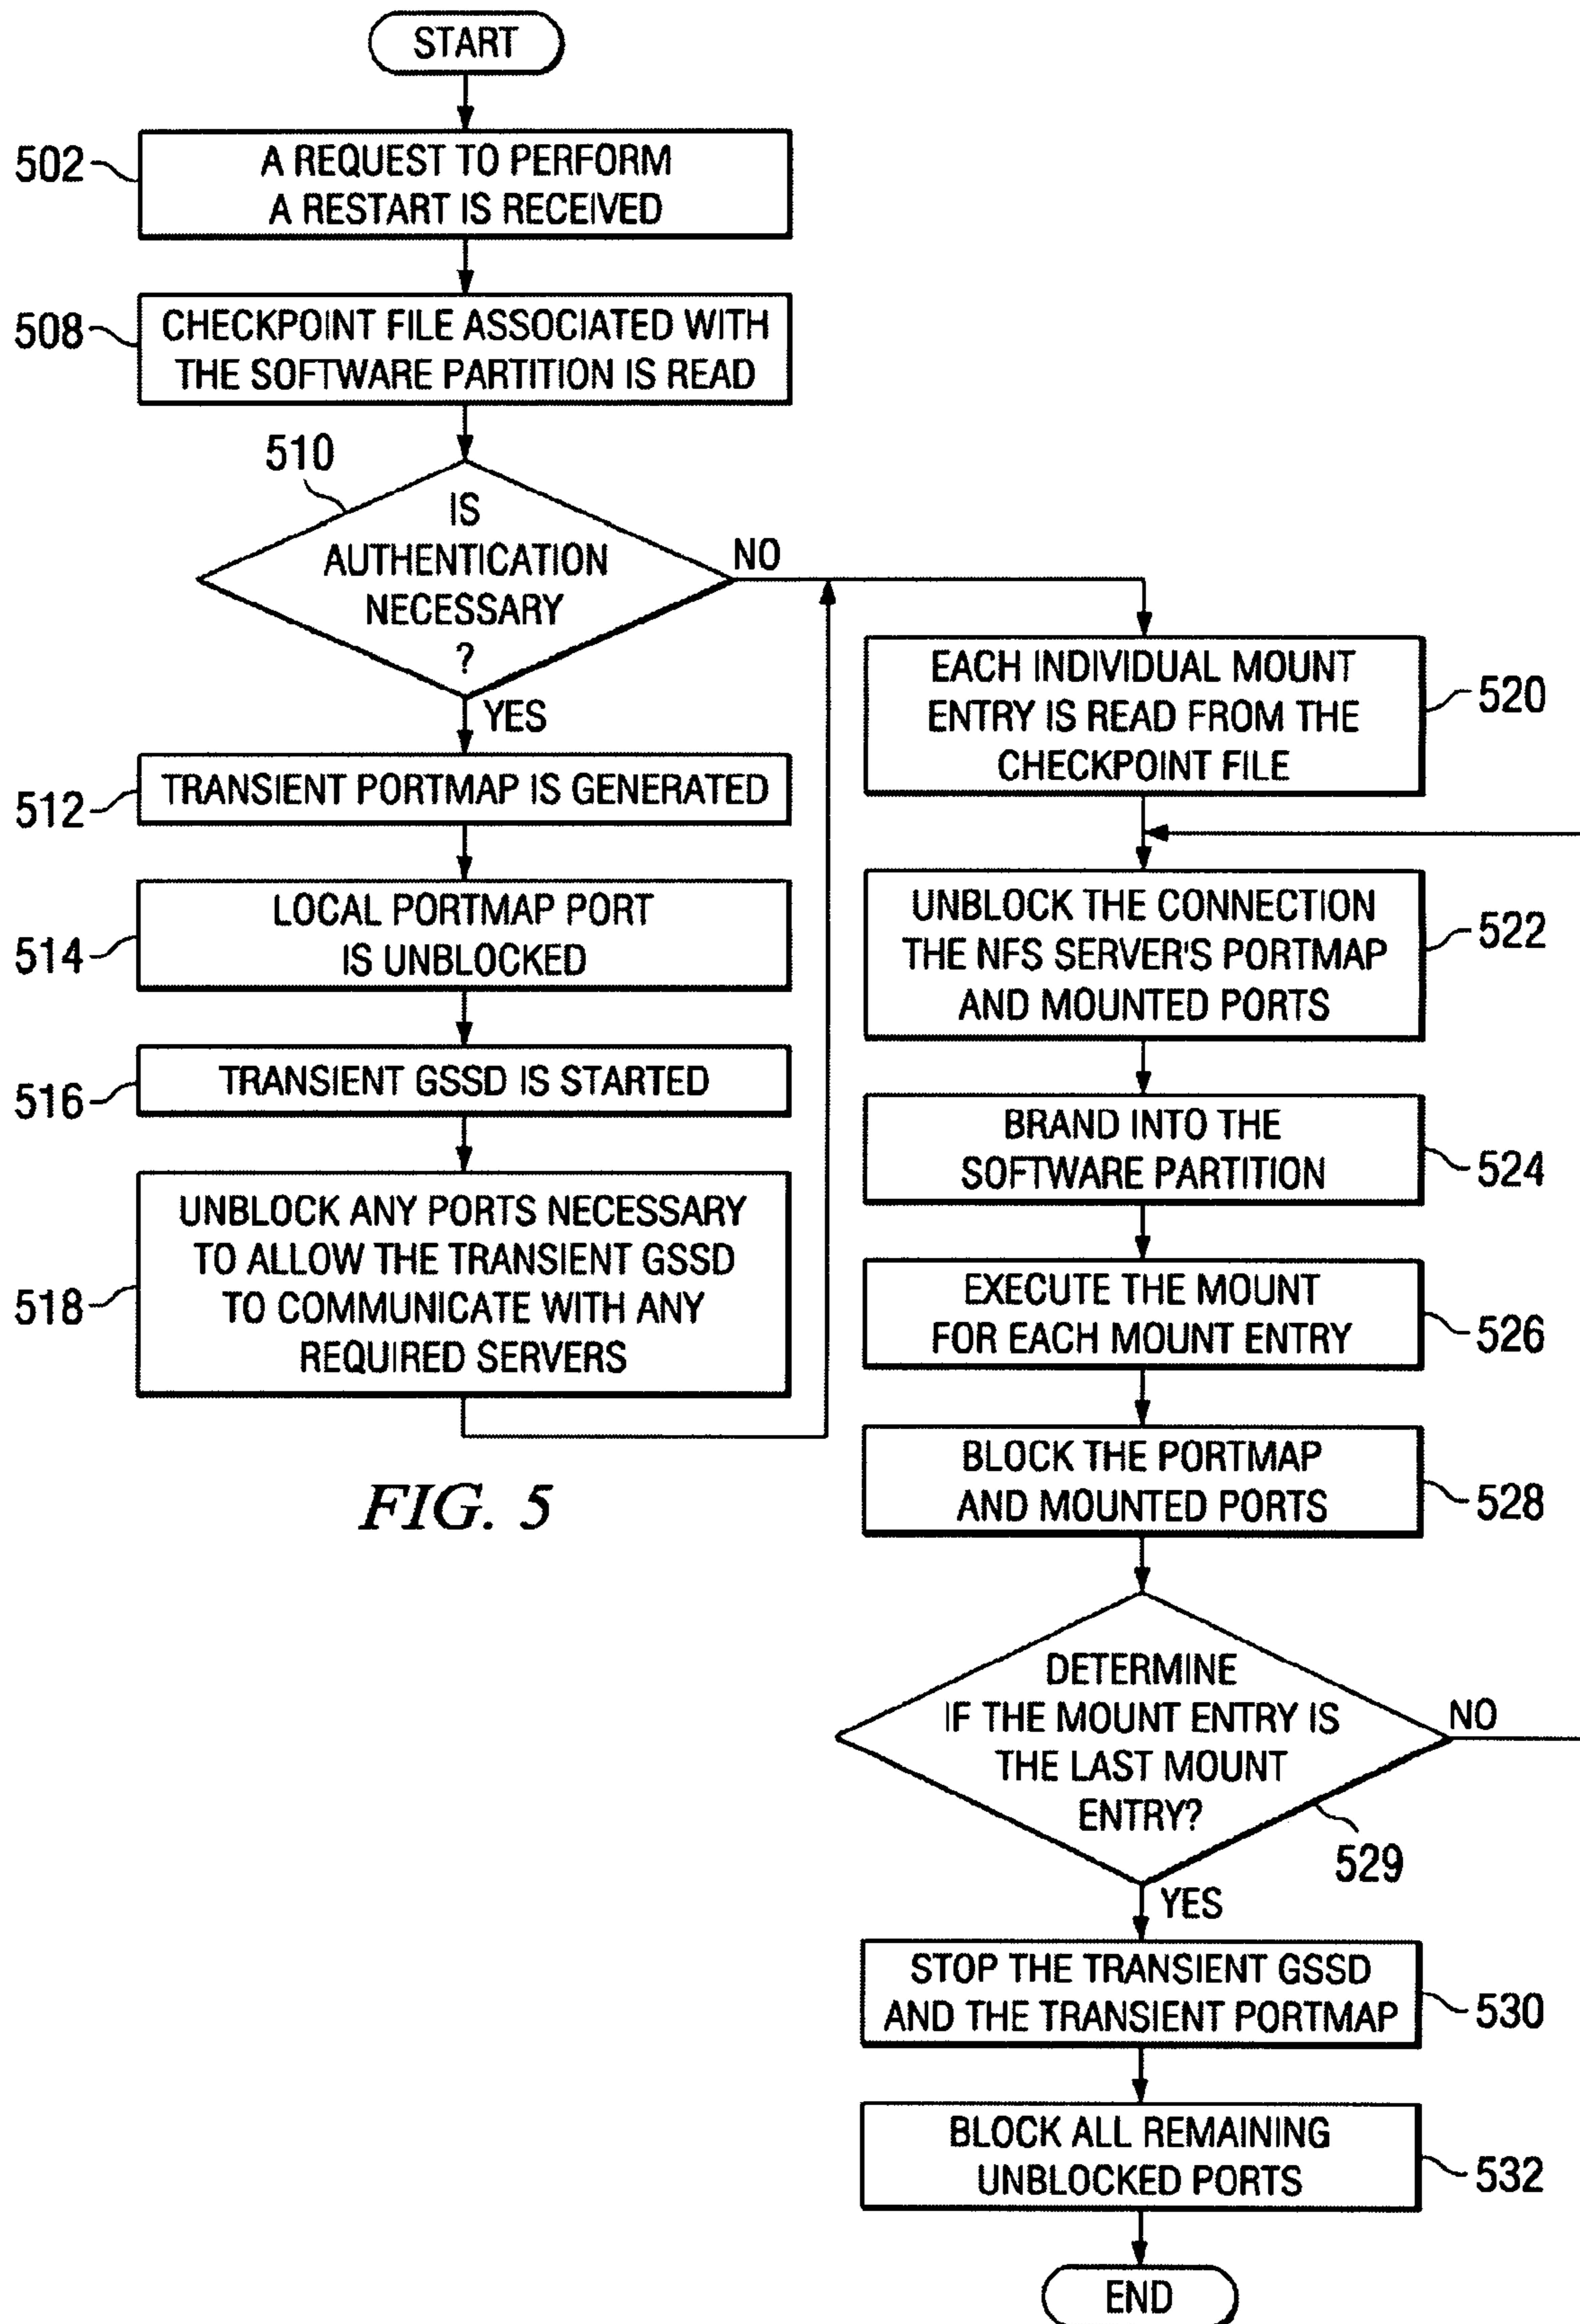 START
502
A REQUEST TO PERFORM
A RESTART IS RECEIVED
508
CHECKPOINT FILE ASSOCIATED WITH
THE SOFTWARE PARTITION IS READ
510
IS
AUTHENTICATION
NECESSARY
?
NO
YES
512
TRANSIENT PORTMAP IS GENERATED
514
LOCAL PORTMAP PORT
IS UNBLOCKED
516
TRANSIENT GSSD IS STARTED
518
UNBLOCK ANY PORTS NECESSARY
TO ALLOW THE TRANSIENT GSSD
TO COMMUNICATE WITH ANY
REQUIRED SERVERS
FIG. 5
EACH INDIVIDUAL MOUNT
ENTRY IS READ FROM THE
CHECKPOINT FILE
520
UNBLOCK THE CONNECTION
THE NFS SERVER'S PORTMAP
AND MOUNTED PORTS
522
BRAND INTO THE
SOFTWARE PARTITION
524
EXECUTE THE MOUNT
FOR EACH MOUNT ENTRY
526
BLOCK THE PORTMAP
AND MOUNTED PORTS
528
DETERMINE
IF THE MOUNT ENTRY IS
THE LAST MOUNT
ENTRY?
NO
529
YES
STOP THE TRANSIENT GSSD
AND THE TRANSIENT PORTMAP
530
BLOCK ALL REMAINING
UNBLOCKED PORTS
532
END